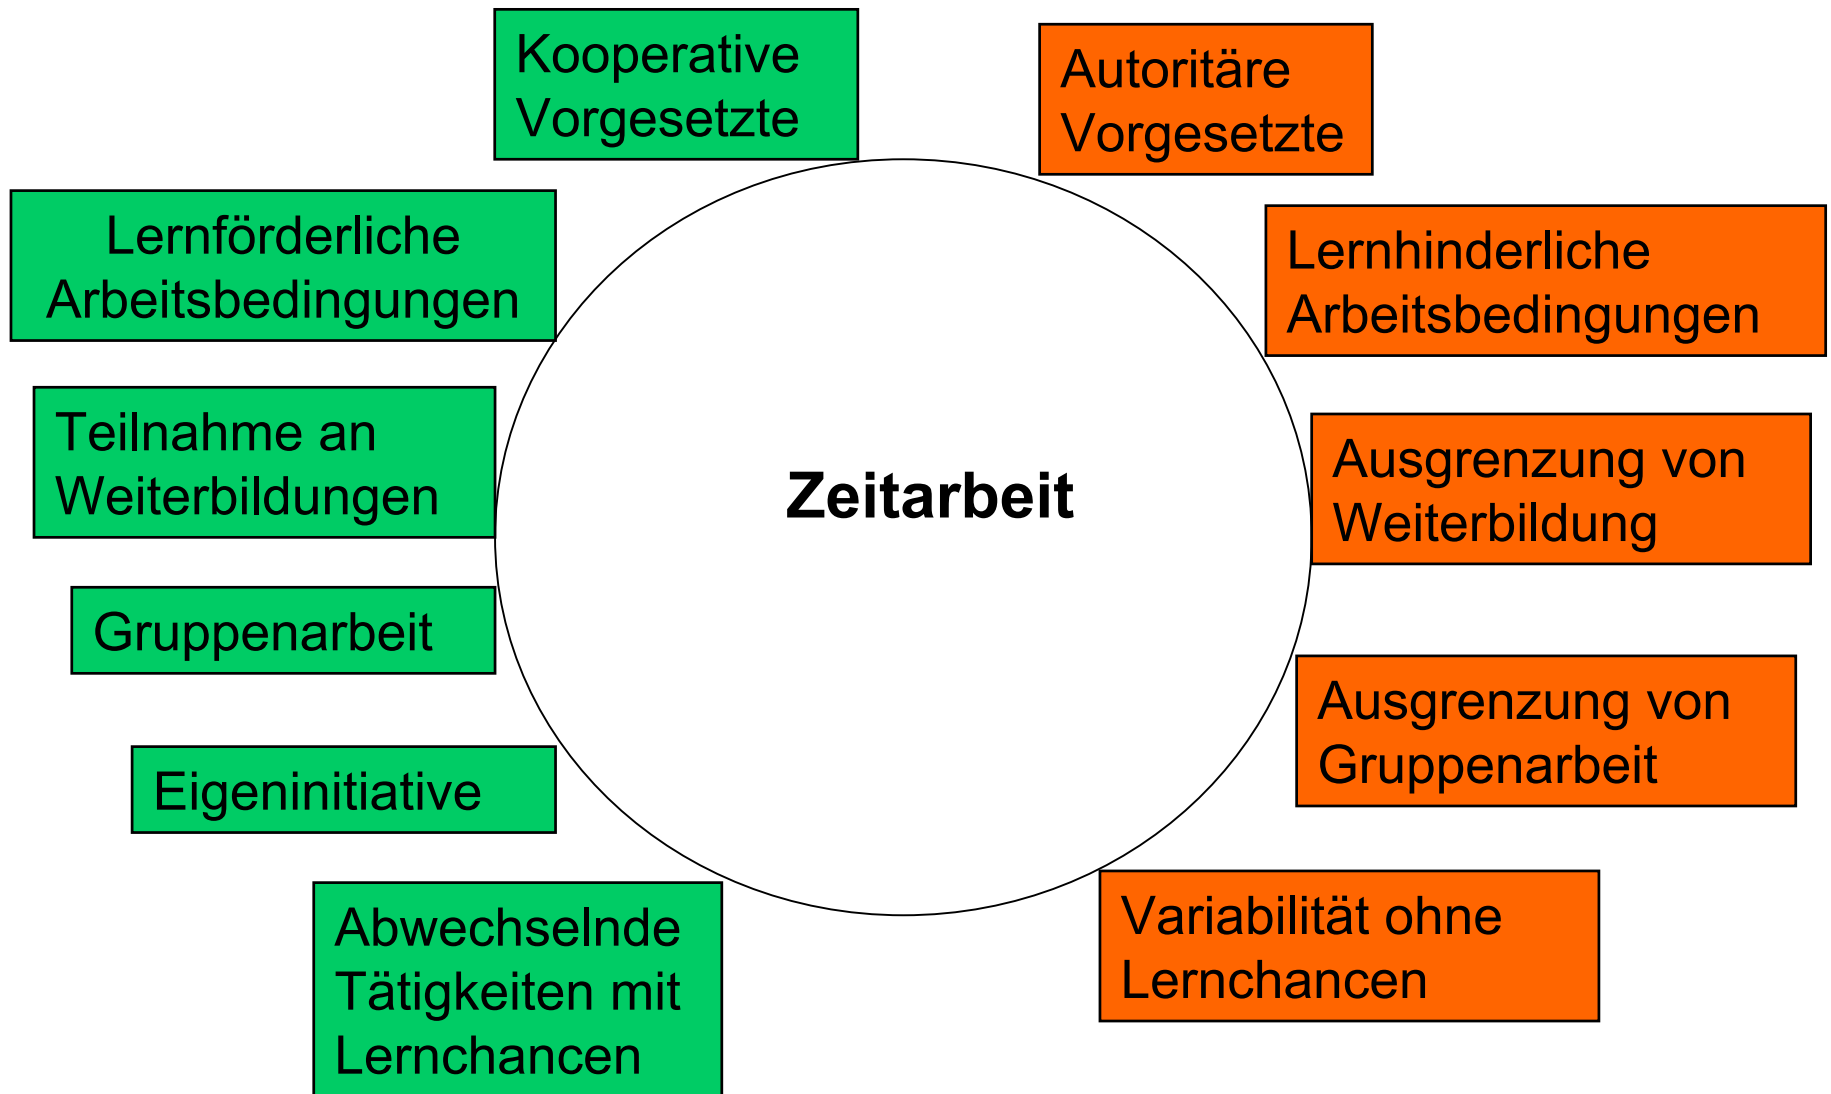 Kooperative
Vorgesetzte
Autoritäre
Vorgesetzte
Lernförderliche
Arbeitsbedingungen
Lernhinderliche
Arbeitsbedingungen
Teilnahme an
Weiterbildungen
Zeitarbeit
Ausgrenzung von
Weiterbildung
Gruppenarbeit
Ausgrenzung von
Gruppenarbeit
Eigeninitiative
Abwechselnde
Tätigkeiten mit
Lernchancen
Variabilität ohne
Lernchancen